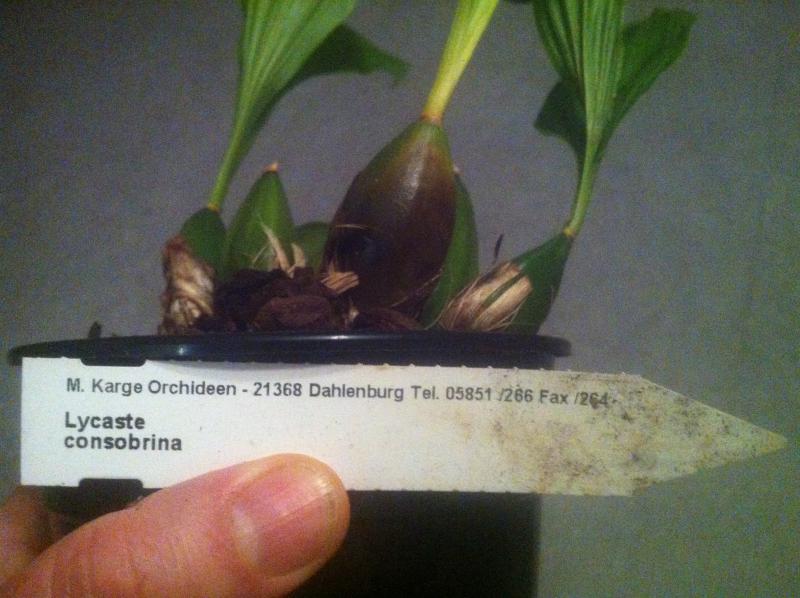 M. Karge Orchideen - 21368 Dahlenburg Tel. 05851 /266 Fax /264
Lycaste
consobrina